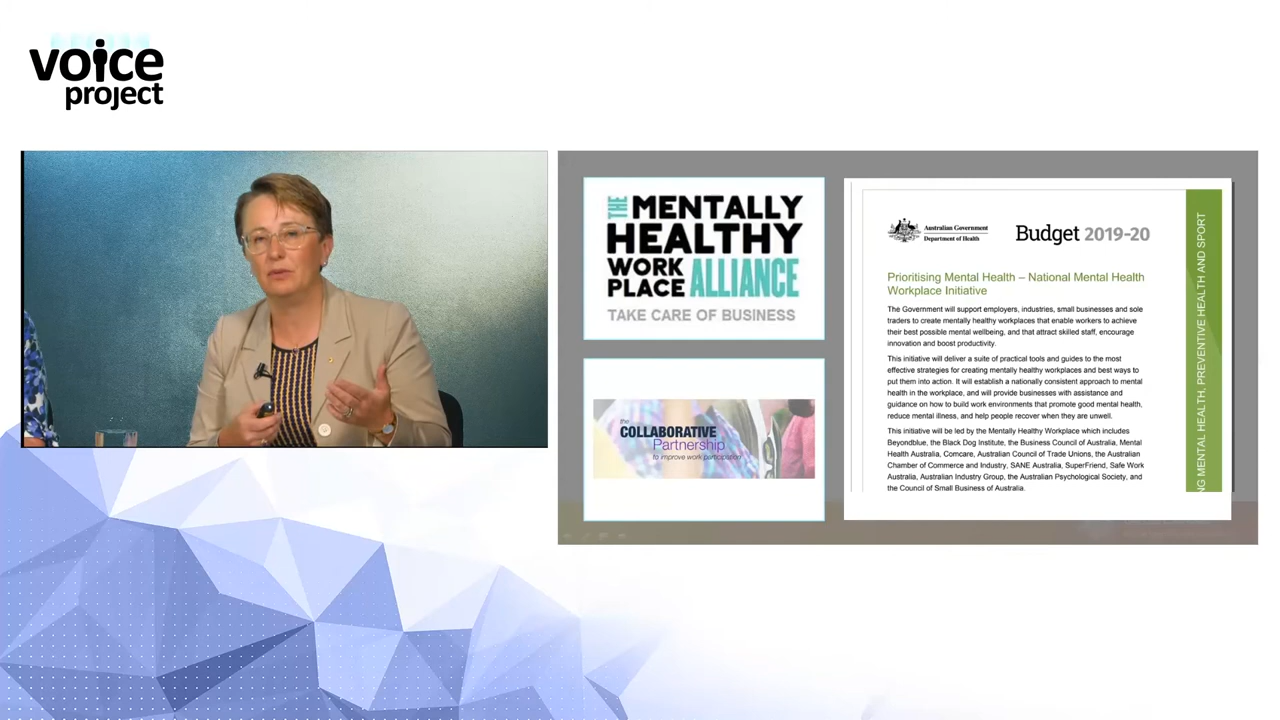 voice
project
THE MENTALLY
HEALTHY
WORK
PLACE ALLIANCE
TAKE CARE OF BUSINESS
the
COLLABORATIVE
Partnership
to improve work participation
Australian Government
Department of Health
Budget 2019-20
Prioritising Mental Health – National Mental Health
Workplace Initiative
The Government will support employers, industries, small businesses and sole
traders to create mentally healthy workplaces that enable workers to achieve
their best possible mental wellbeing, and that attract skilled staff, encourage
innovation and boost productivity.
This initiative will deliver a suite of practical tools and guides to the most
effective strategies for creating mentally healthy workplaces and best ways to
put them into action. It will establish a nationally consistent approach to mental
health in the workplace, and will provide businesses with assistance and
guidance on how to build work environments that promote good mental health,
reduce mental illness, and help people recover when they are unwell.
This initiative will be led by the Mentally Healthy Workplace which includes
Beyondblue, the Black Dog Institute, the Business Council of Australia, Mental
Health Australia, Comcare, Australian Council of Trade Unions, the Australian
Chamber of Commerce and Industry, SANE Australia, SuperFriend, Safe Work
Australia, Australian Industry Group, the Australian Psychological Society, and
the Council of Small Business of Australia.
NG MENTAL HEALTH, PREVENTIVE HEALTH AND SPORT